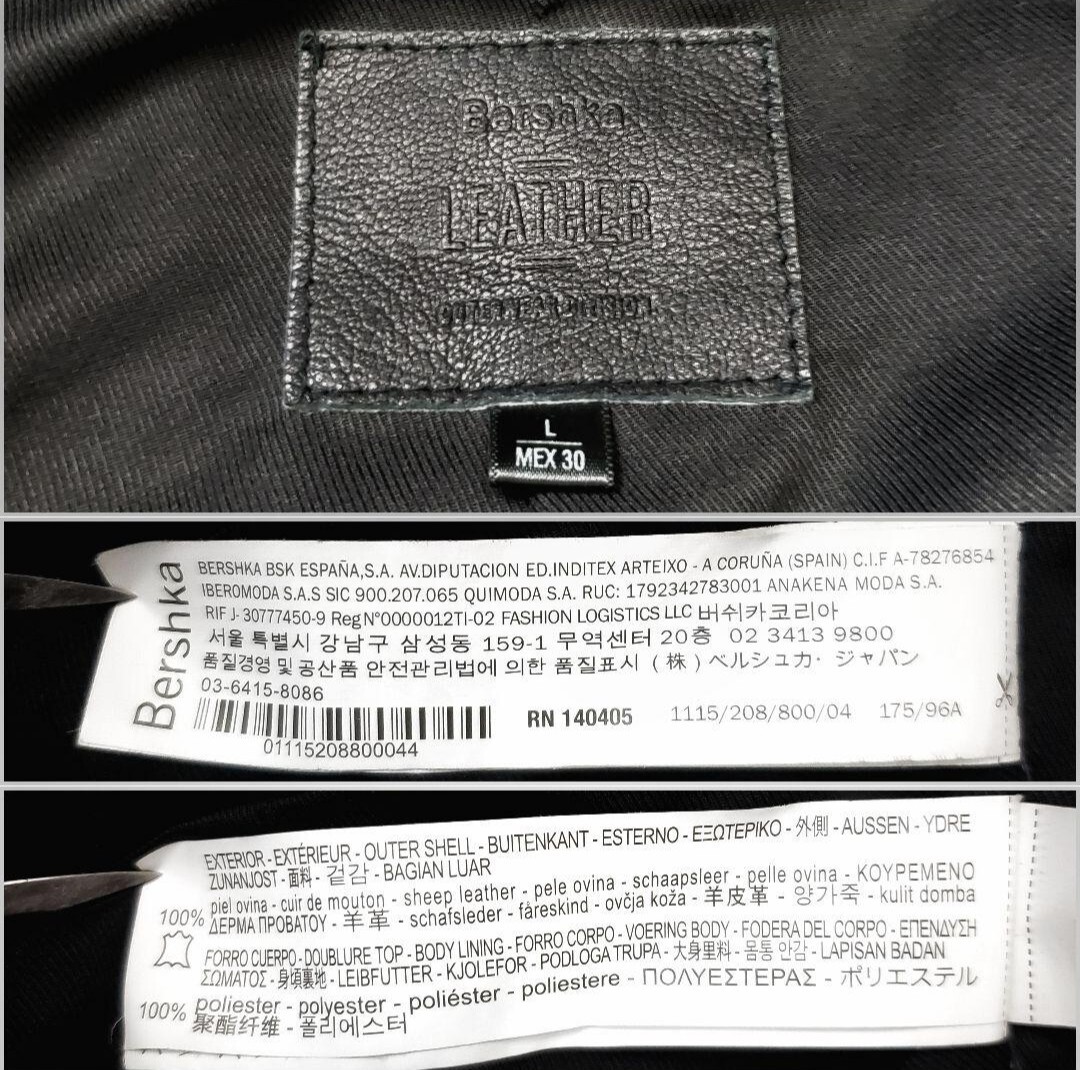 Bershka
LEATHER
OUTERWEAR DIVISION
L
MEX 30
Bershka
BERSHKA BSK ESPAÑA,S.A. AV.DIPUTACION ED.INDITEX ARTEIXO - A CORUÑA (SPAIN) C.I.F A-78276854
IBEROMODA S.A.S SIC 900.207.065 QUIMODA S.A. RUC: 1792342783001 ANAKENA MODA S.A.
RIF J- 30777450-9 Reg N°0000012TI-02 FASHION LOGISTICS LLC 버쉬카코리아
서울 특별시 강남구 삼성동 159-1 무역센터 20층 02 3413 9800
품질경영 및 공산품 안전관리법에 의한 품질표시 (株) ベルシュカ・ジャパン
03-6415-8086
RN 140405 1115/208/800/04 175/96A
01115208800044
EXTERIOR - EXTÉRIEUR - OUTER SHELL - BUITENKANT - ESTERNO - ΕΞΩΤΕΡΙΚΟ - 外側 - AUSSEN - YDRE
ZUNANJOST - 面料 - 겉감 - BAGIAN LUAR
piel ovina - cuir de mouton - sheep leather - pele ovina - schaapsleer - pelle ovina - ΚΟΥΡΕΜΕΝΟ
100% ΔΕΡΜΑ ΠΡΟΒΑΤΟΥ - 羊革 - schafsleder - fåreskind - ovčja koža - 羊皮革 - 양가죽 - kulit domba
FORRO CUERPO - DOUBLURE TOP - BODY LINING - FORRO CORPO - VOERING BODY - FODERA DEL CORPO - ΕΠΕΝΔΥΣΗ
ΣΩΜΑΤΟΣ - 身頃裏地 - LEIBFUTTER - KJOLEFOR - PODLOGA TRUPA - 大身里料 - 몸통 안감 - LAPISAN BADAN
100% poliester - polyester - poliéster - poliestere - ΠΟΛΥΕΣΤΕΡΑΣ - ポリエステル
聚酯纤维 - 폴리에스터